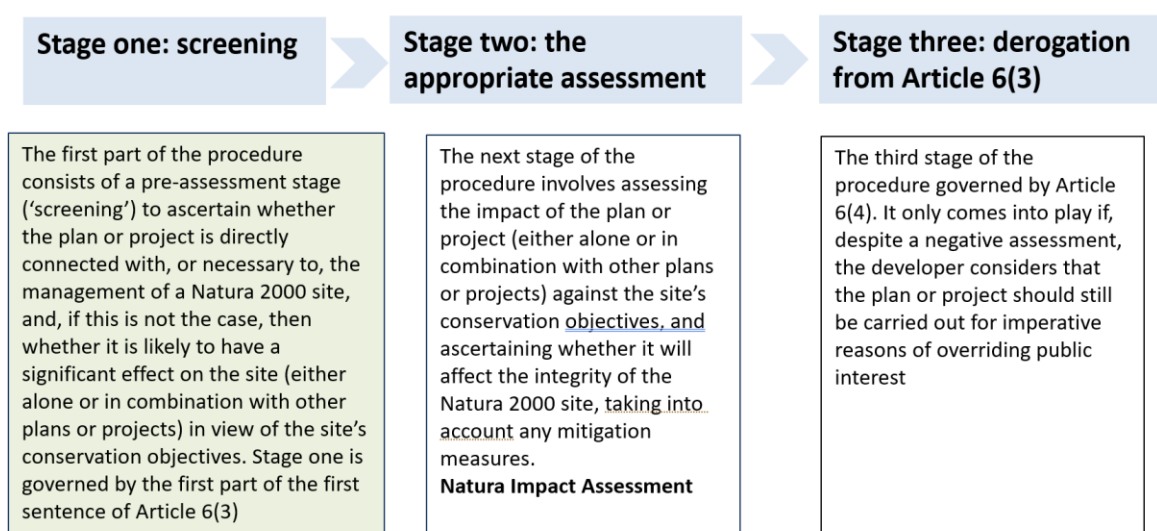 Stage one: screening
Stage two: the
appropriate assessment
Stage three: derogation
from Article 6(3)
The first part of the procedure
consists of a pre-assessment stage
(‘screening’) to ascertain whether
the plan or project is directly
connected with, or necessary to, the
management of a Natura 2000 site,
and, if this is not the case, then
whether it is likely to have a
significant effect on the site (either
alone or in combination with other
plans or projects) in view of the site’s
conservation objectives. Stage one is
governed by the first part of the first
sentence of Article 6(3)
The next stage of the
procedure involves assessing
the impact of the plan or
project (either alone or in
combination with other plans
or projects) against the site’s
conservation objectives, and
ascertaining whether it will
affect the integrity of the
Natura 2000 site, taking into
account any mitigation
measures.
Natura Impact Assessment
The third stage of the
procedure governed by Article
6(4). It only comes into play if,
despite a negative assessment,
the developer considers that
the plan or project should still
be carried out for imperative
reasons of overriding public
interest